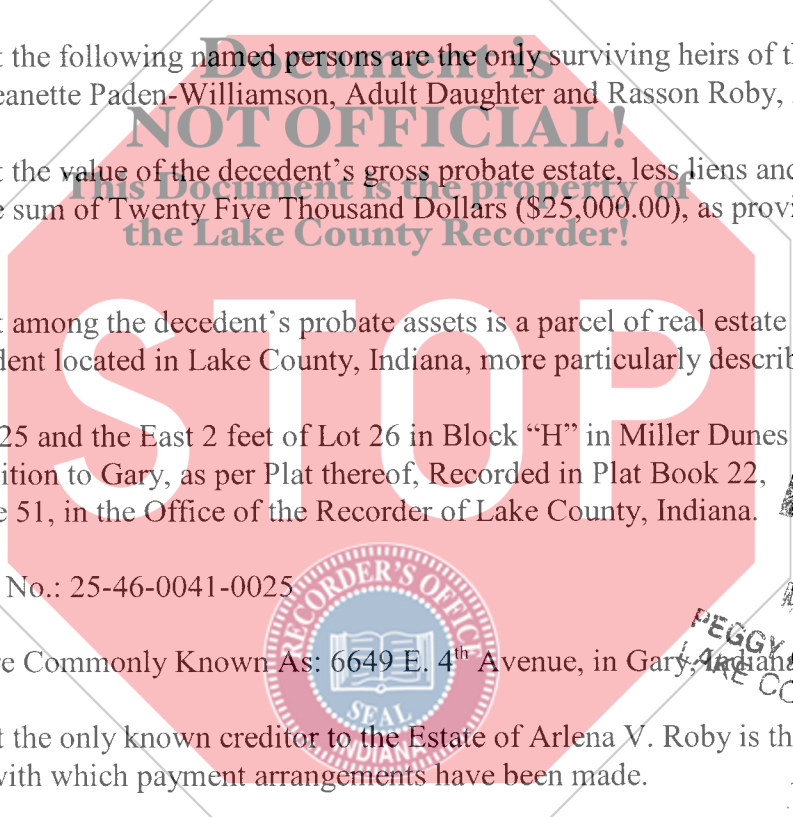 Document is
t the following named persons are the only surviving heirs of th
eanette Paden-Williamson, Adult Daughter and Rasson Roby,
NOT OFFICIAL!
t the value of the decedent's gross probate estate, less liens and
This Document is the property of
e sum of Twenty Five Thousand Dollars ($25,000.00), as provi
the Lake County Recorder!
STOP
t among the decedent's probate assets is a parcel of real estate
dent located in Lake County, Indiana, more particularly describ
25 and the East 2 feet of Lot 26 in Block “H” in Miller Dunes
ition to Gary, as per Plat thereof, Recorded in Plat Book 22,
e 51, in the Office of the Recorder of Lake County, Indiana.
No.: 25-46-0041-0025
RECORDER'S OFFIC
SEAL
INDIANA
PEGGY
LAKE CO
re Commonly Known As: 6649 E. 4th Avenue, in Gary, Indiana
t the only known creditor to the Estate of Arlena V. Roby is th
with which payment arrangements have been made.